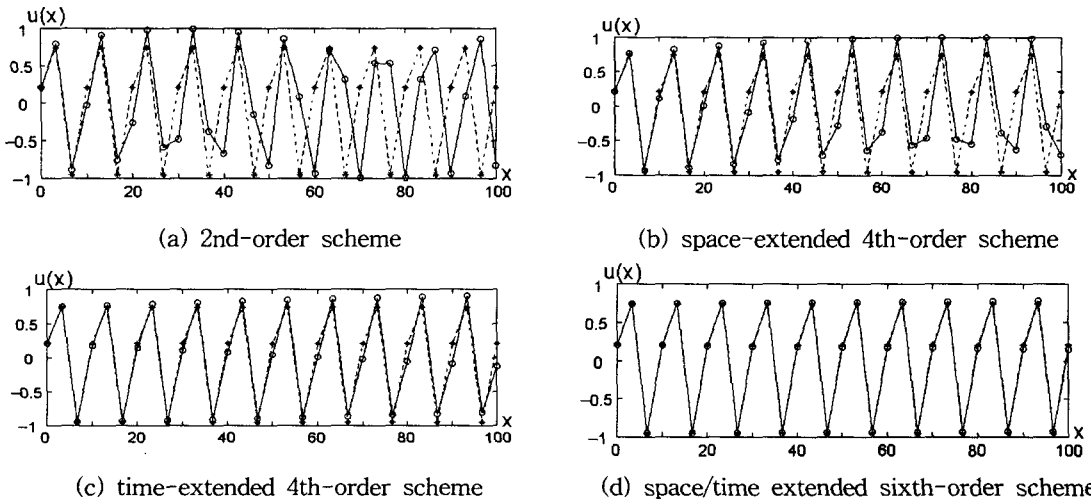 u(x)
1
0.5
0
-0.5
-1
0 20 40 60 80 100 x
(a) 2nd-order scheme
u(x)
1
0.5
0
-0.5
-1
0 20 40 60 80 100 x
(b) space-extended 4th-order scheme
u(x)
1
0.5
0
-0.5
-1
0 20 40 60 80 100 x
(c) time-extended 4th-order scheme
u(x)
1
0.5
0
-0.5
-1
0 20 40 60 80 100 x
(d) space/time extended sixth-order scheme